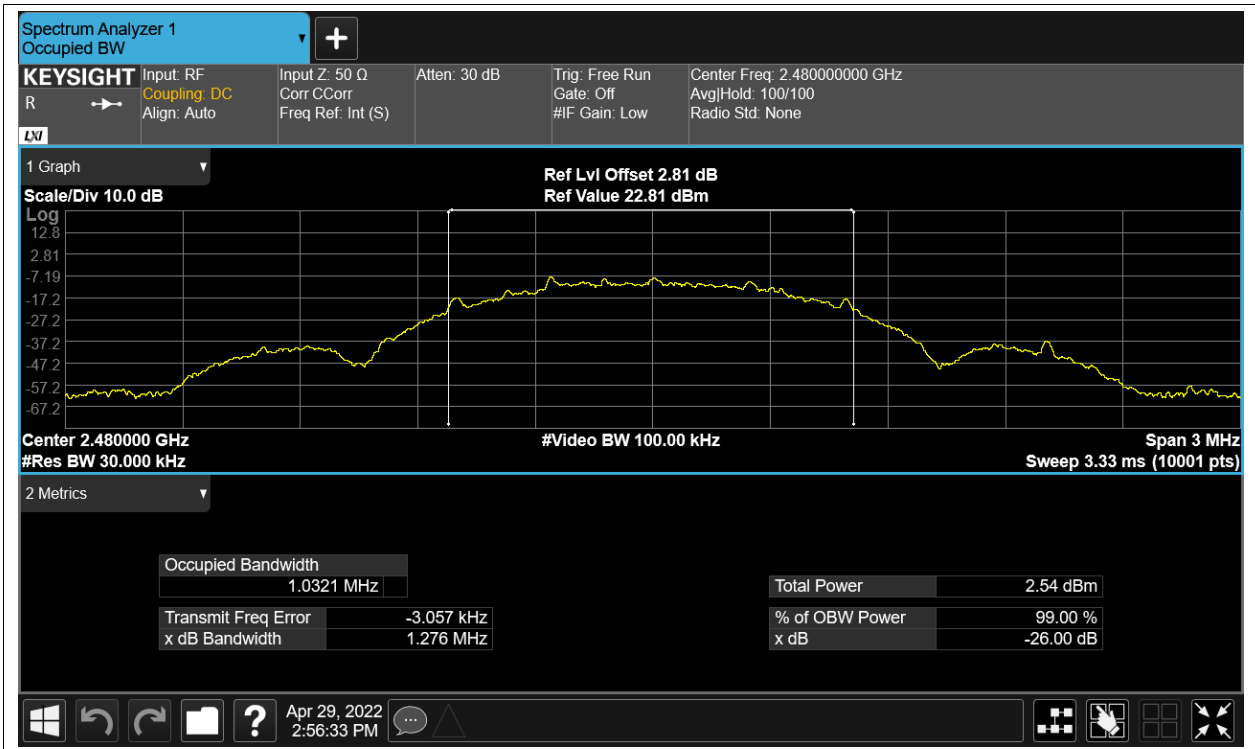 Spectrum Analyzer 1
Occupied BW
KEYSIGHT
R
LXI
Input: RF
Coupling: DC
Align: Auto
Input Z: 50 Ω
Corr CCorr
Freq Ref: Int (S)
Atten: 30 dB
Trig: Free Run
Gate: Off
#IF Gain: Low
Center Freq: 2.480000000 GHz
Avg|Hold: 100/100
Radio Std: None
1 Graph
Scale/Div 10.0 dB
Ref Lvl Offset 2.81 dB
Ref Value 22.81 dBm
Log
12.8
2.81
-7.19
-17.2
-27.2
-37.2
-47.2
-57.2
-67.2
Center 2.480000 GHz
#Video BW 100.00 kHz
Span 3 MHz
#Res BW 30.000 kHz
Sweep 3.33 ms (10001 pts)
2 Metrics
Occupied Bandwidth
1.0321 MHz
Total Power 2.54 dBm
Transmit Freq Error -3.057 kHz
% of OBW Power 99.00 %
x dB Bandwidth 1.276 MHz
x dB -26.00 dB
?
Apr 29, 2022
2:56:33 PM